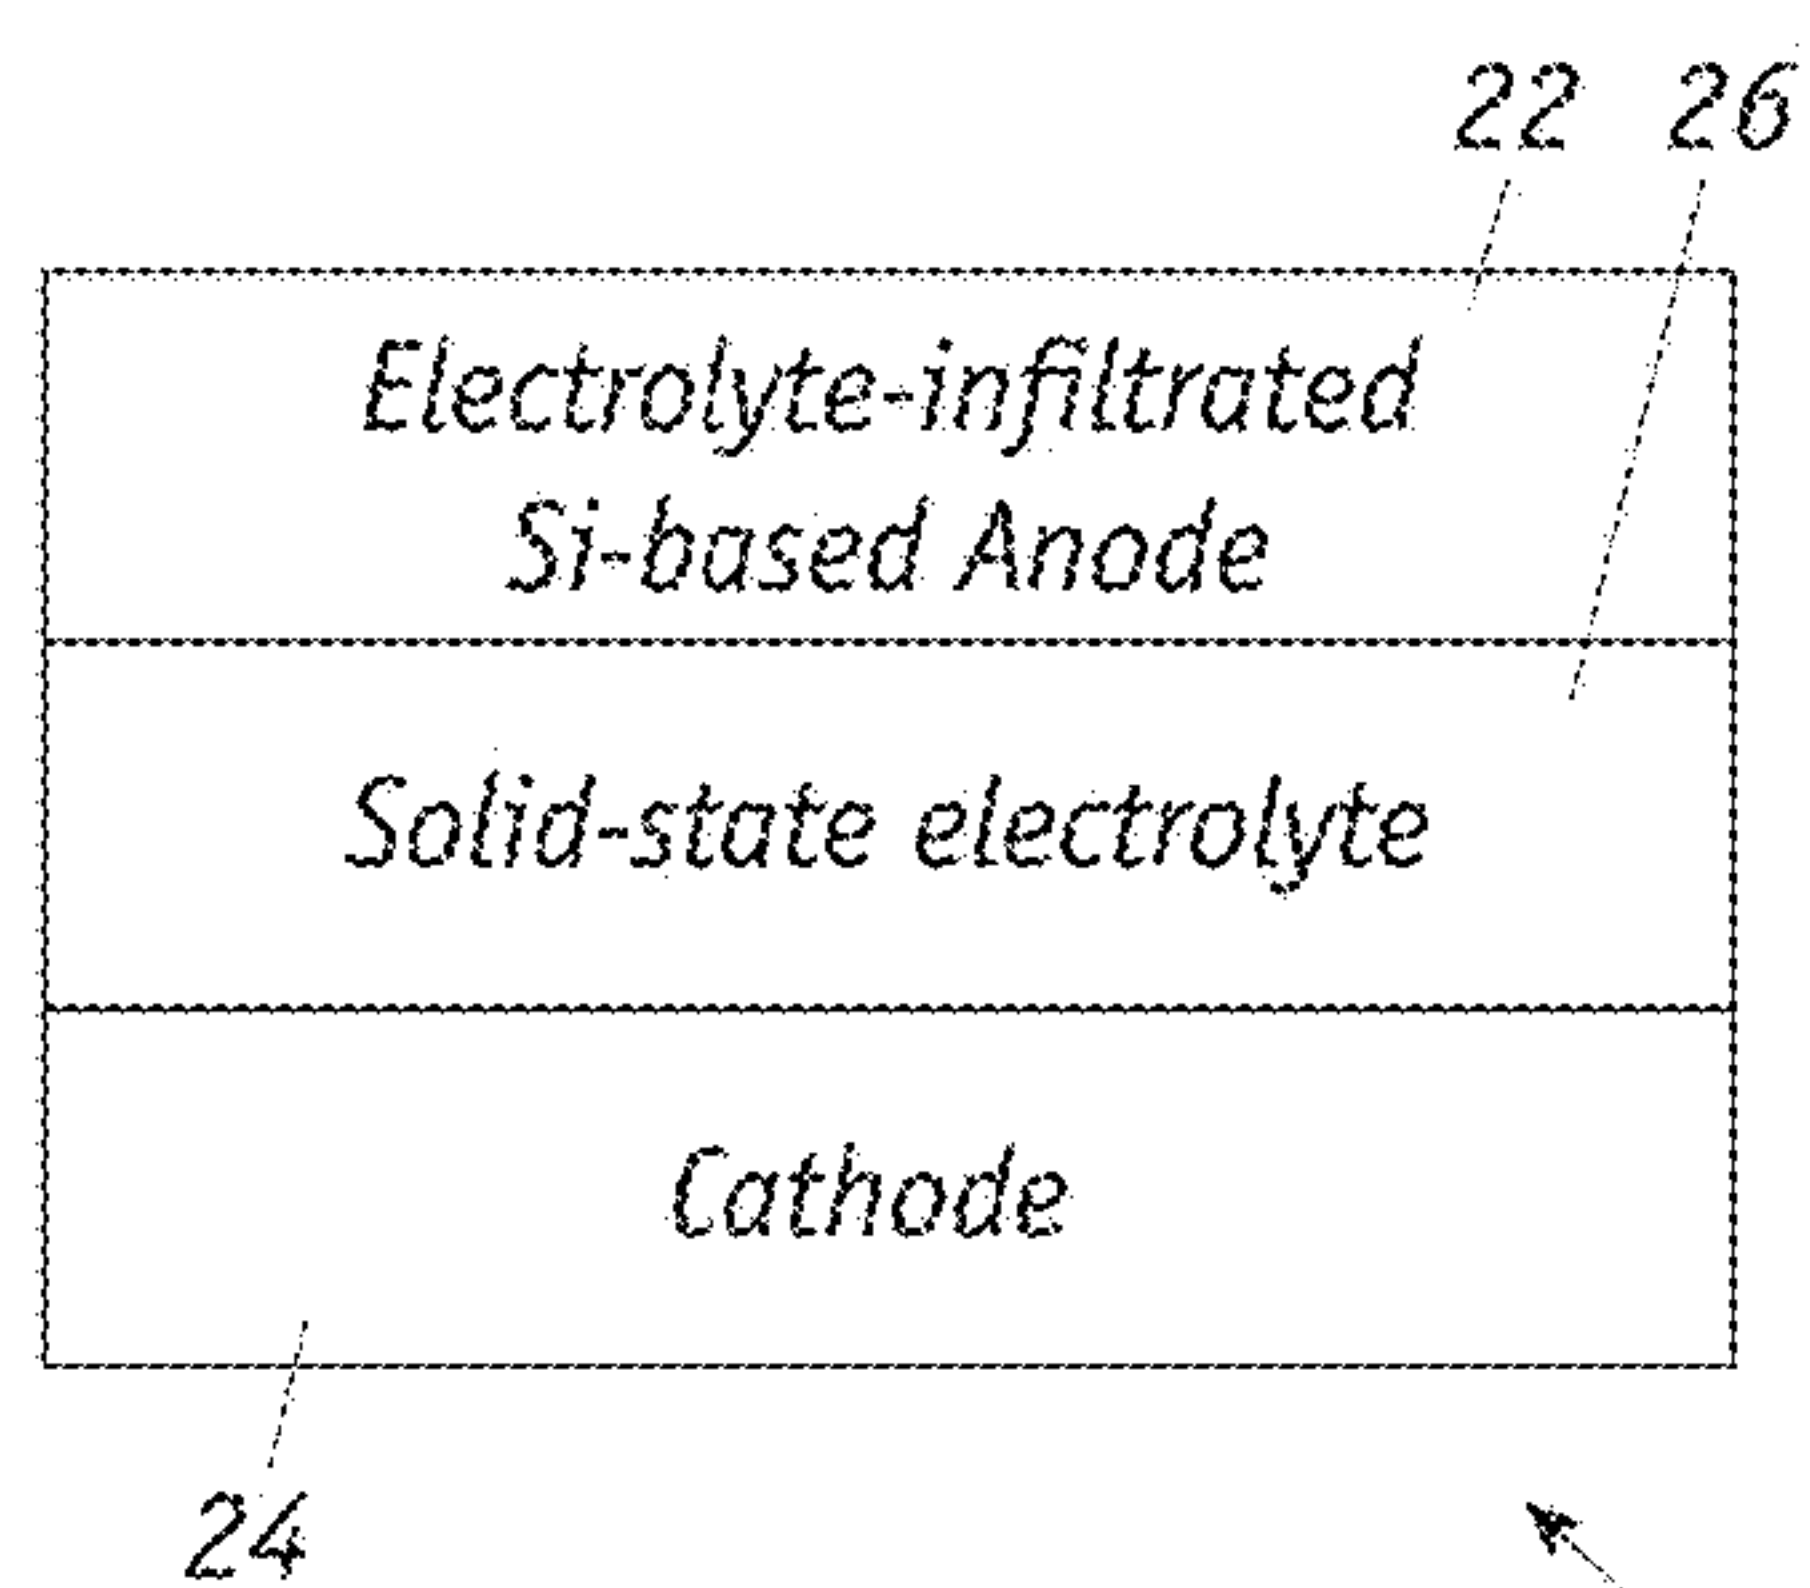 22 26
Electrolyte-infiltrated
Si-based Anode
Solid-state electrolyte
Cathode
24